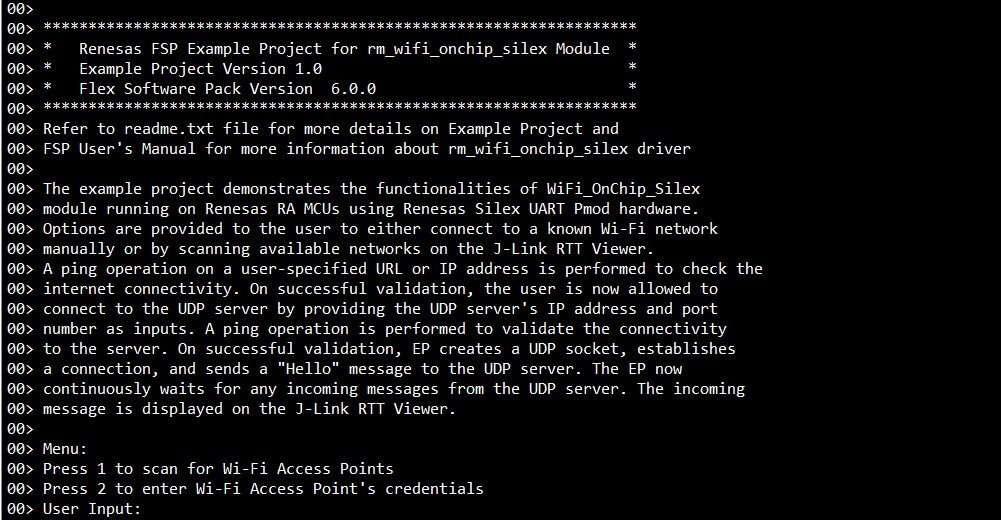 00>
00> ******************************************************************
00> *   Renesas FSP Example Project for rm_wifi_onchip_silex Module  *
00> *   Example Project Version 1.0                                  *
00> *   Flex Software Pack Version  6.0.0                            *
00> ******************************************************************
00> Refer to readme.txt file for more details on Example Project and
00> FSP User's Manual for more information about rm_wifi_onchip_silex driver
00>
00> The example project demonstrates the functionalities of WiFi_OnChip_Silex
00> module running on Renesas RA MCUs using Renesas Silex UART Pmod hardware.
00> Options are provided to the user to either connect to a known Wi-Fi network
00> manually or by scanning available networks on the J-Link RTT Viewer.
00> A ping operation on a user-specified URL or IP address is performed to check the
00> internet connectivity. On successful validation, the user is now allowed to
00> connect to the UDP server by providing the UDP server's IP address and port
00> number as inputs. A ping operation is performed to validate the connectivity
00> to the server. On successful validation, EP creates a UDP socket, establishes
00> a connection, and sends a "Hello" message to the UDP server. The EP now
00> continuously waits for any incoming messages from the UDP server. The incoming
00> message is displayed on the J-Link RTT Viewer.
00>
00> Menu:
00> Press 1 to scan for Wi-Fi Access Points
00> Press 2 to enter Wi-Fi Access Point's credentials
00> User Input: